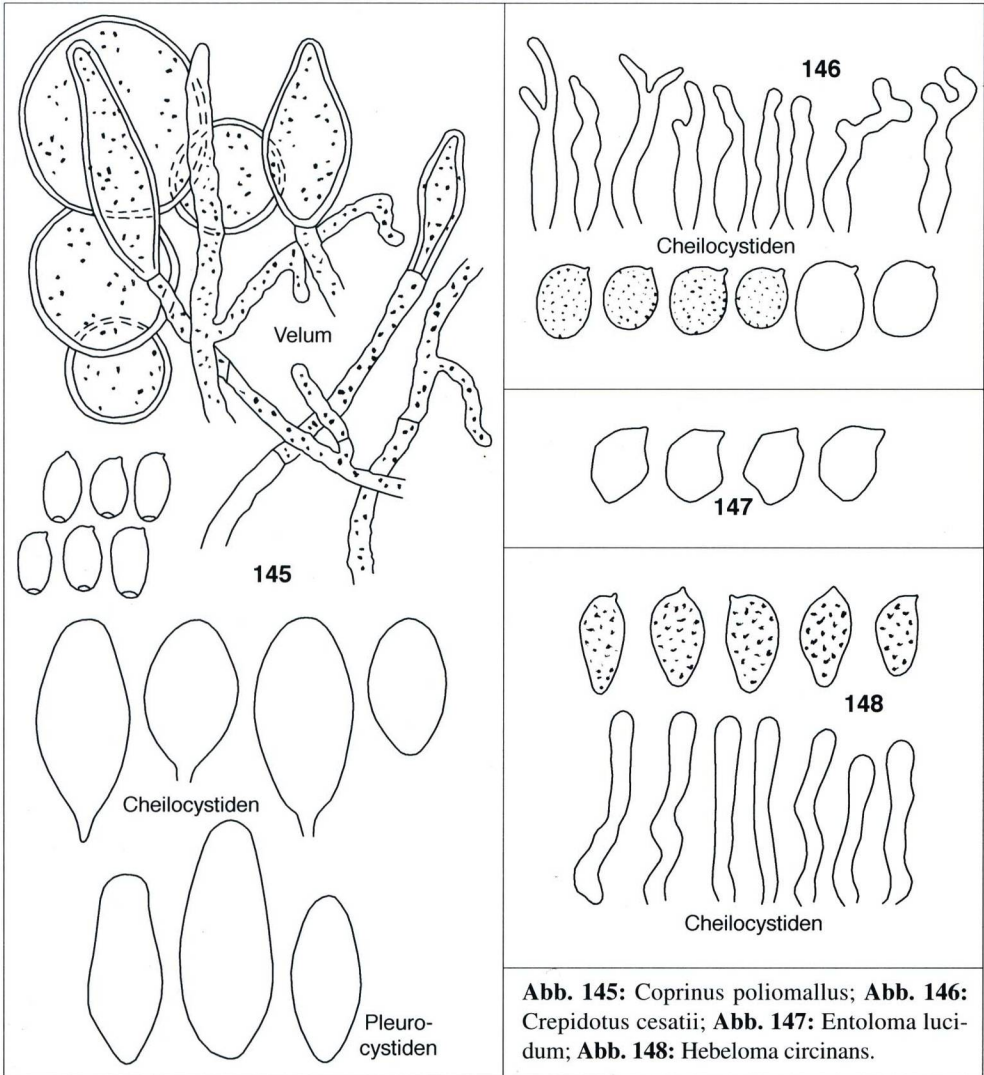 Velum
145
Cheilocystiden
Pleuro-
cystiden
146
Cheilocystiden
147
148
Cheilocystiden
Abb. 145: Coprinus poliomallus; Abb. 146:
Crepidotus cesatii; Abb. 147: Entoloma luci-
dum; Abb. 148: Hebeloma circinans.